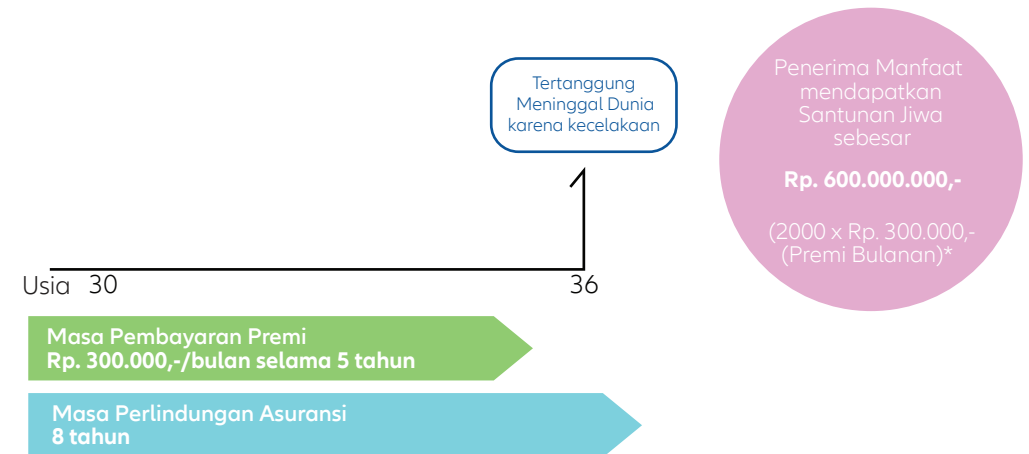 Tertanggung
Meninggal Dunia
karena kecelakaan
Penerima Manfaat
mendapatkan
Santunan Jiwa
sebesar
Rp. 600.000.000,-
(2000 x Rp. 300.000,-
(Premi Bulanan)*
Usia 30 36
Masa Pembayaran Premi
Rp. 300.000,-/bulan selama 5 tahun
Masa Perlindungan Asuransi
8 tahun